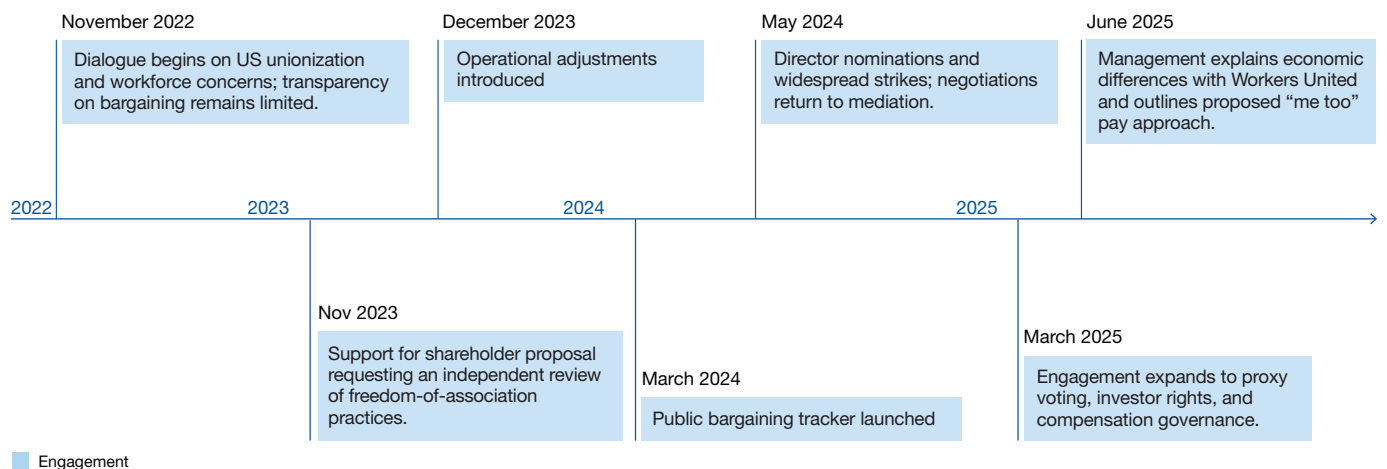 November 2022
Dialogue begins on US unionization
and workforce concerns; transparency
on bargaining remains limited.
December 2023
Operational adjustments
introduced
May 2024
Director nominations and
widespread strikes; negotiations
return to mediation.
June 2025
Management explains economic
differences with Workers United
and outlines proposed “me too”
pay approach.
2022
2023
2024
2025
Nov 2023
Support for shareholder proposal
requesting an independent review
of freedom-of-association
practices.
March 2024
Public bargaining tracker launched
March 2025
Engagement expands to proxy
voting, investor rights, and
compensation governance.
Engagement